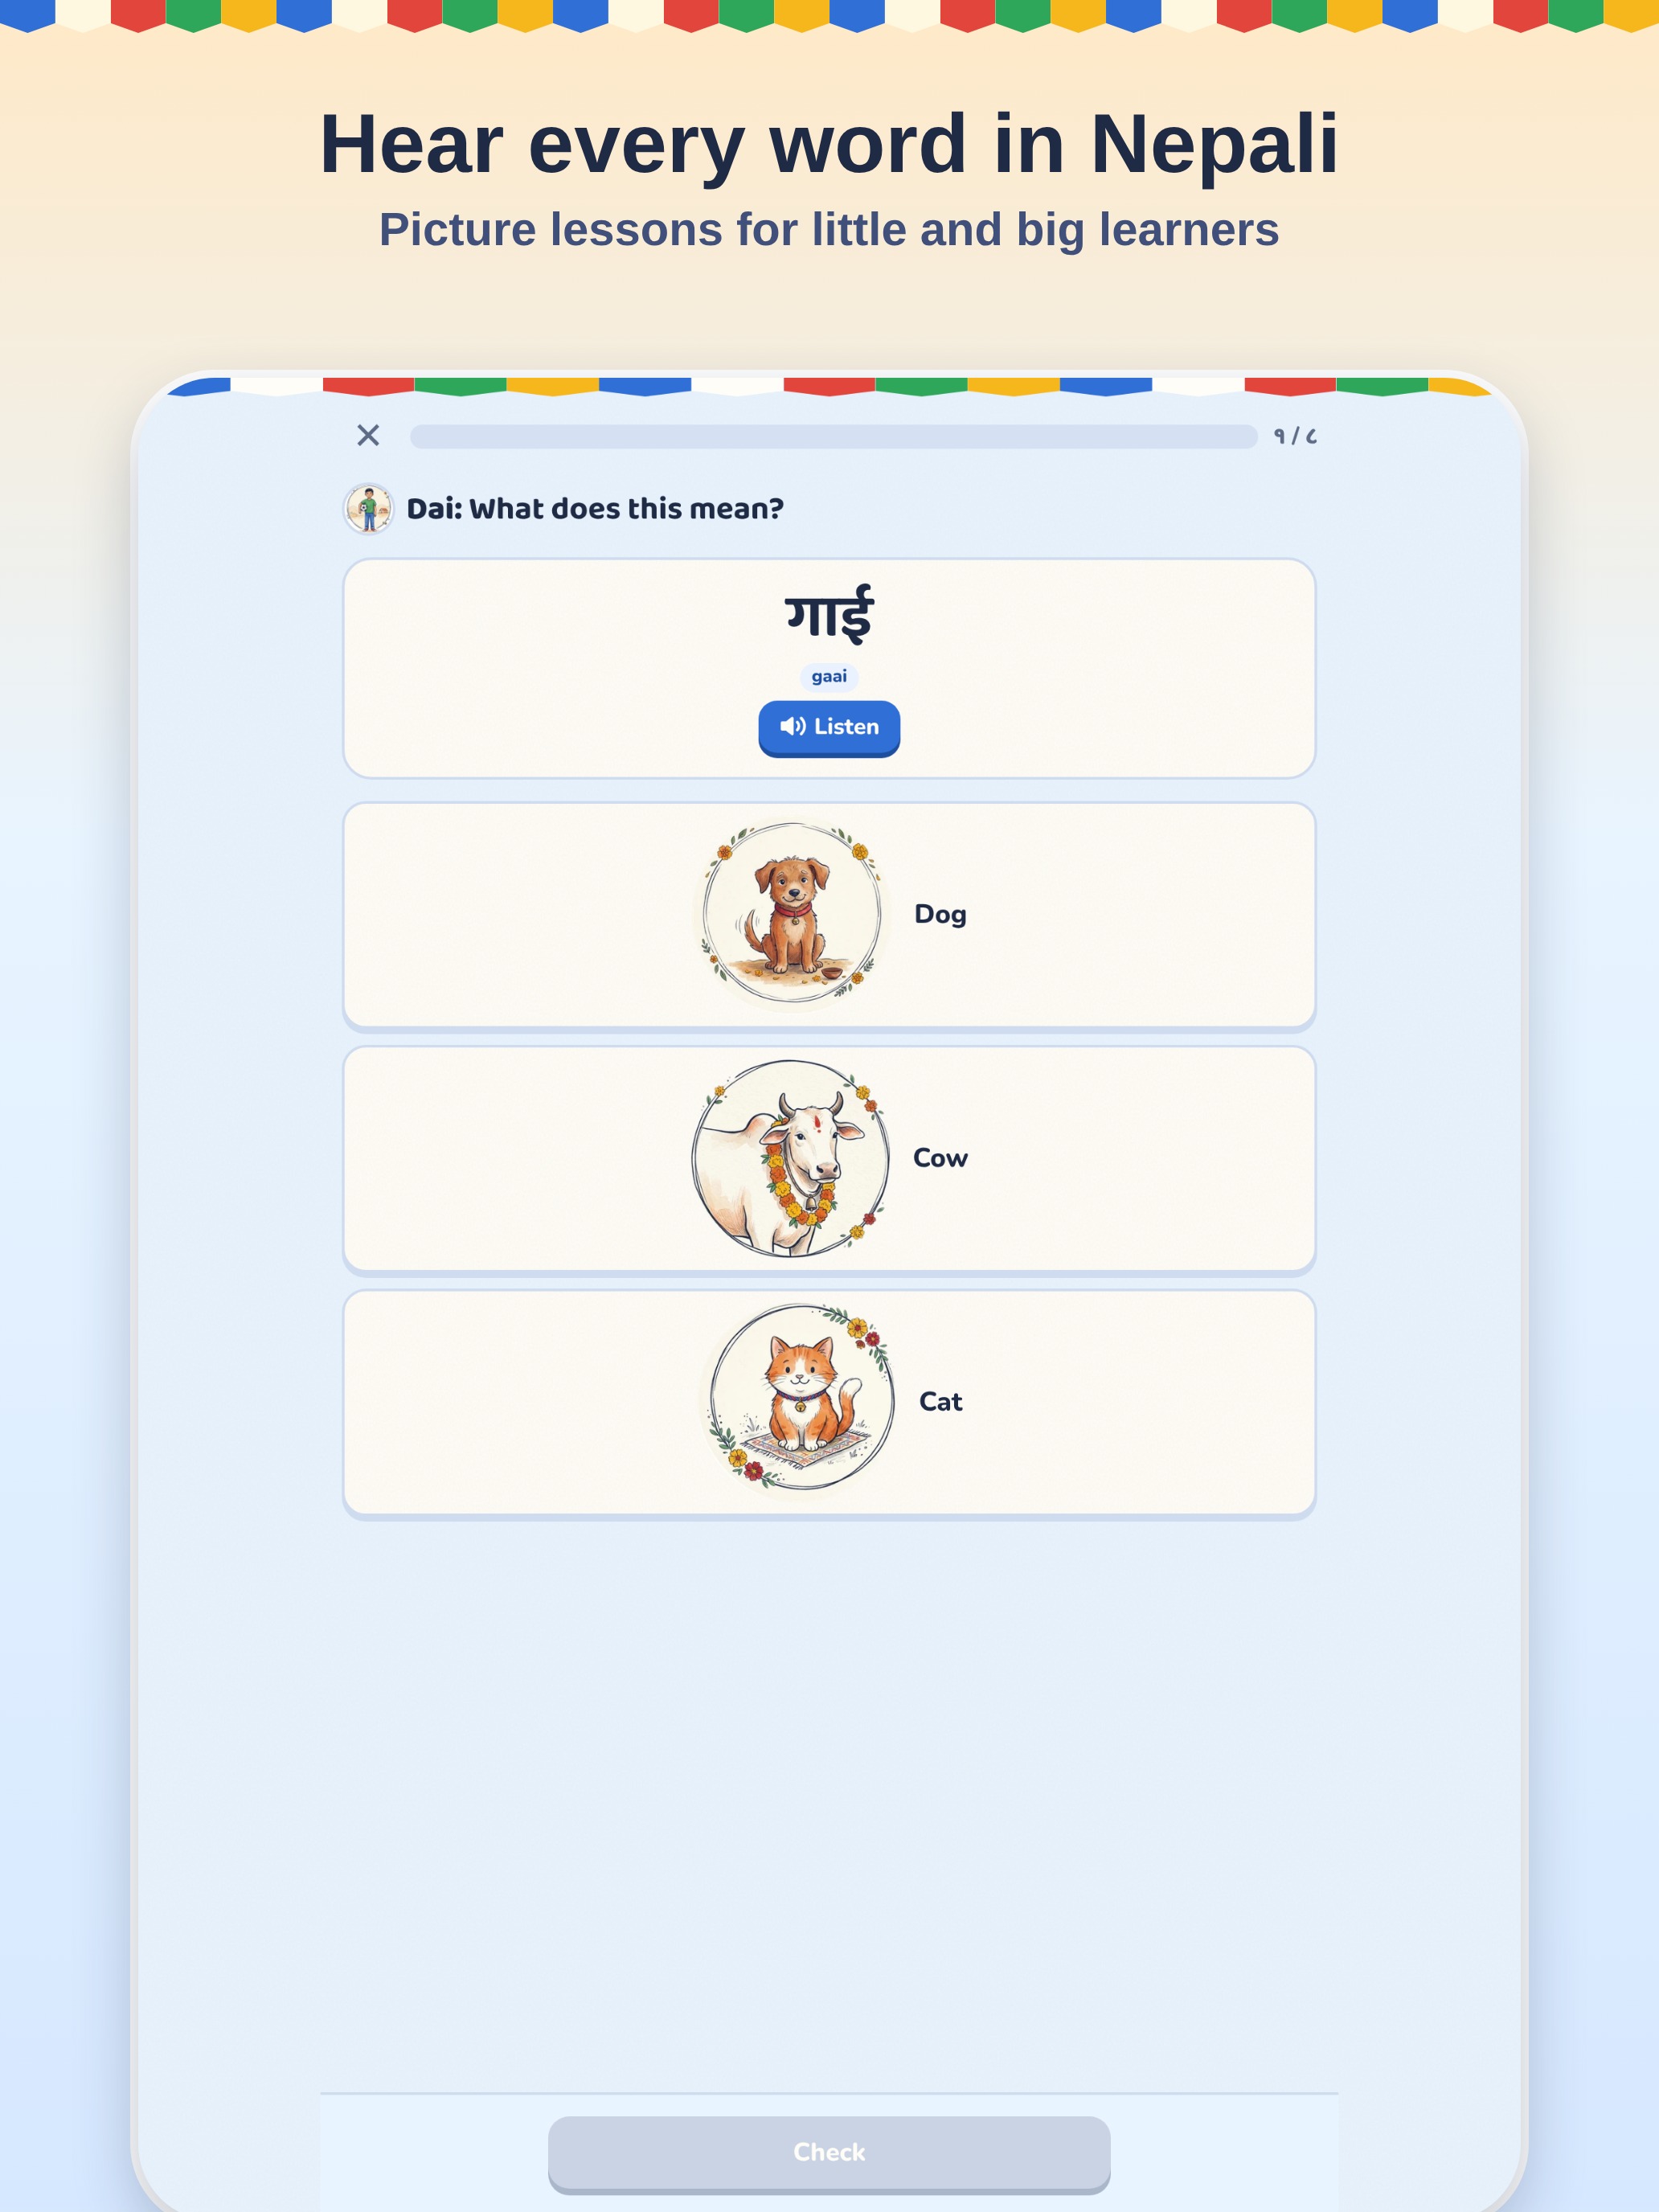 Hear every word in Nepali
Picture lessons for little and big learners
१ / ८
Dai: What does this mean?
गाई
gaai
Listen
Dog
Cow
Cat
Check